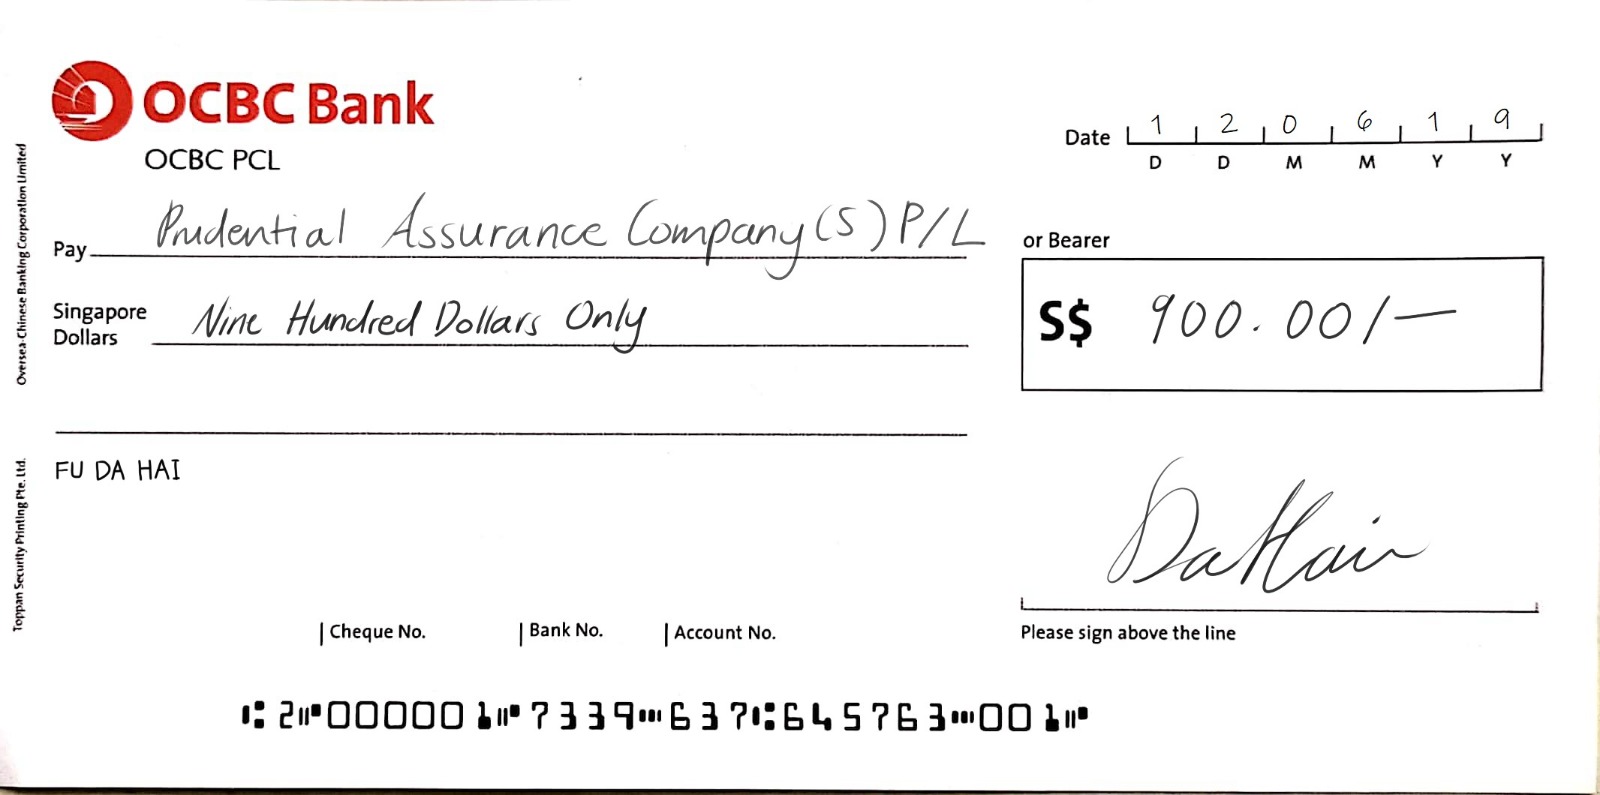 OCBC Bank
OCBC PCL
Date 1 2 0 6 1 9
D D M M Y Y
Pay Prudential Assurance Company (S) P/L or Bearer
Singapore Dollars Nine Hundred Dollars Only
S$ 900.00/—
FU DA HAI
DaHai
Please sign above the line
Cheque No. Bank No. Account No.
⑆2⑈000001⑈7339⑉637⑆645763⑉001⑈
Oversea-Chinese Banking Corporation Limited
Toppan Security Printing Pte. Ltd.